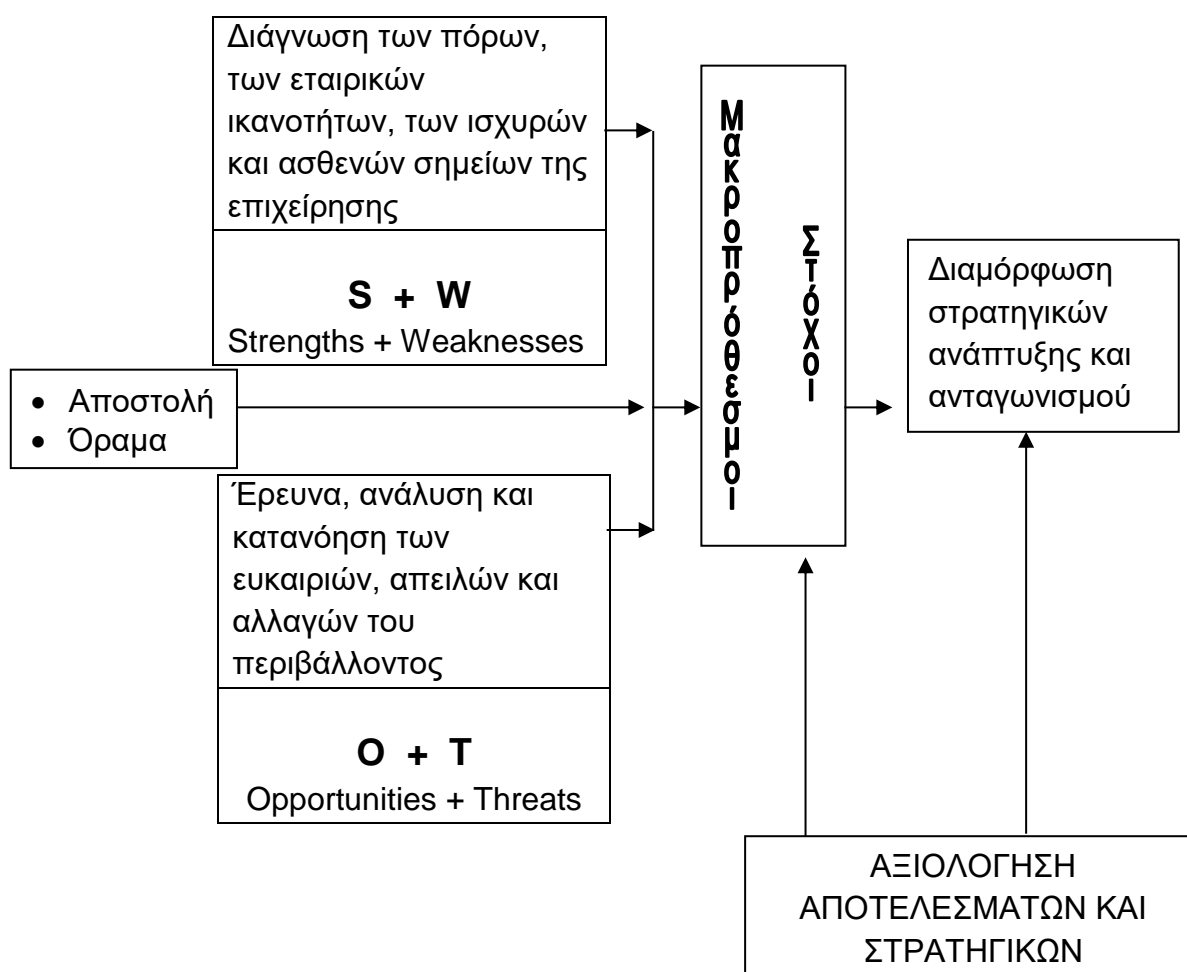 Διάγνωση των πόρων,
των εταιρικών
ικανοτήτων, των ισχυρών
και ασθενών σημείων της
επιχείρησης
S + W
Strengths + Weaknesses
• Αποστολή
• Όραμα
Έρευνα, ανάλυση και
κατανόηση των
ευκαιριών, απειλών και
αλλαγών του
περιβάλλοντος
O + T
Opportunities + Threats
Μακροπρόθεσμοι
Στόχοι
Διαμόρφωση
στρατηγικών
ανάπτυξης και
ανταγωνισμού
ΑΞΙΟΛΟΓΗΣΗ
ΑΠΟΤΕΛΕΣΜΑΤΩΝ ΚΑΙ
ΣΤΡΑΤΗΓΙΚΩΝ